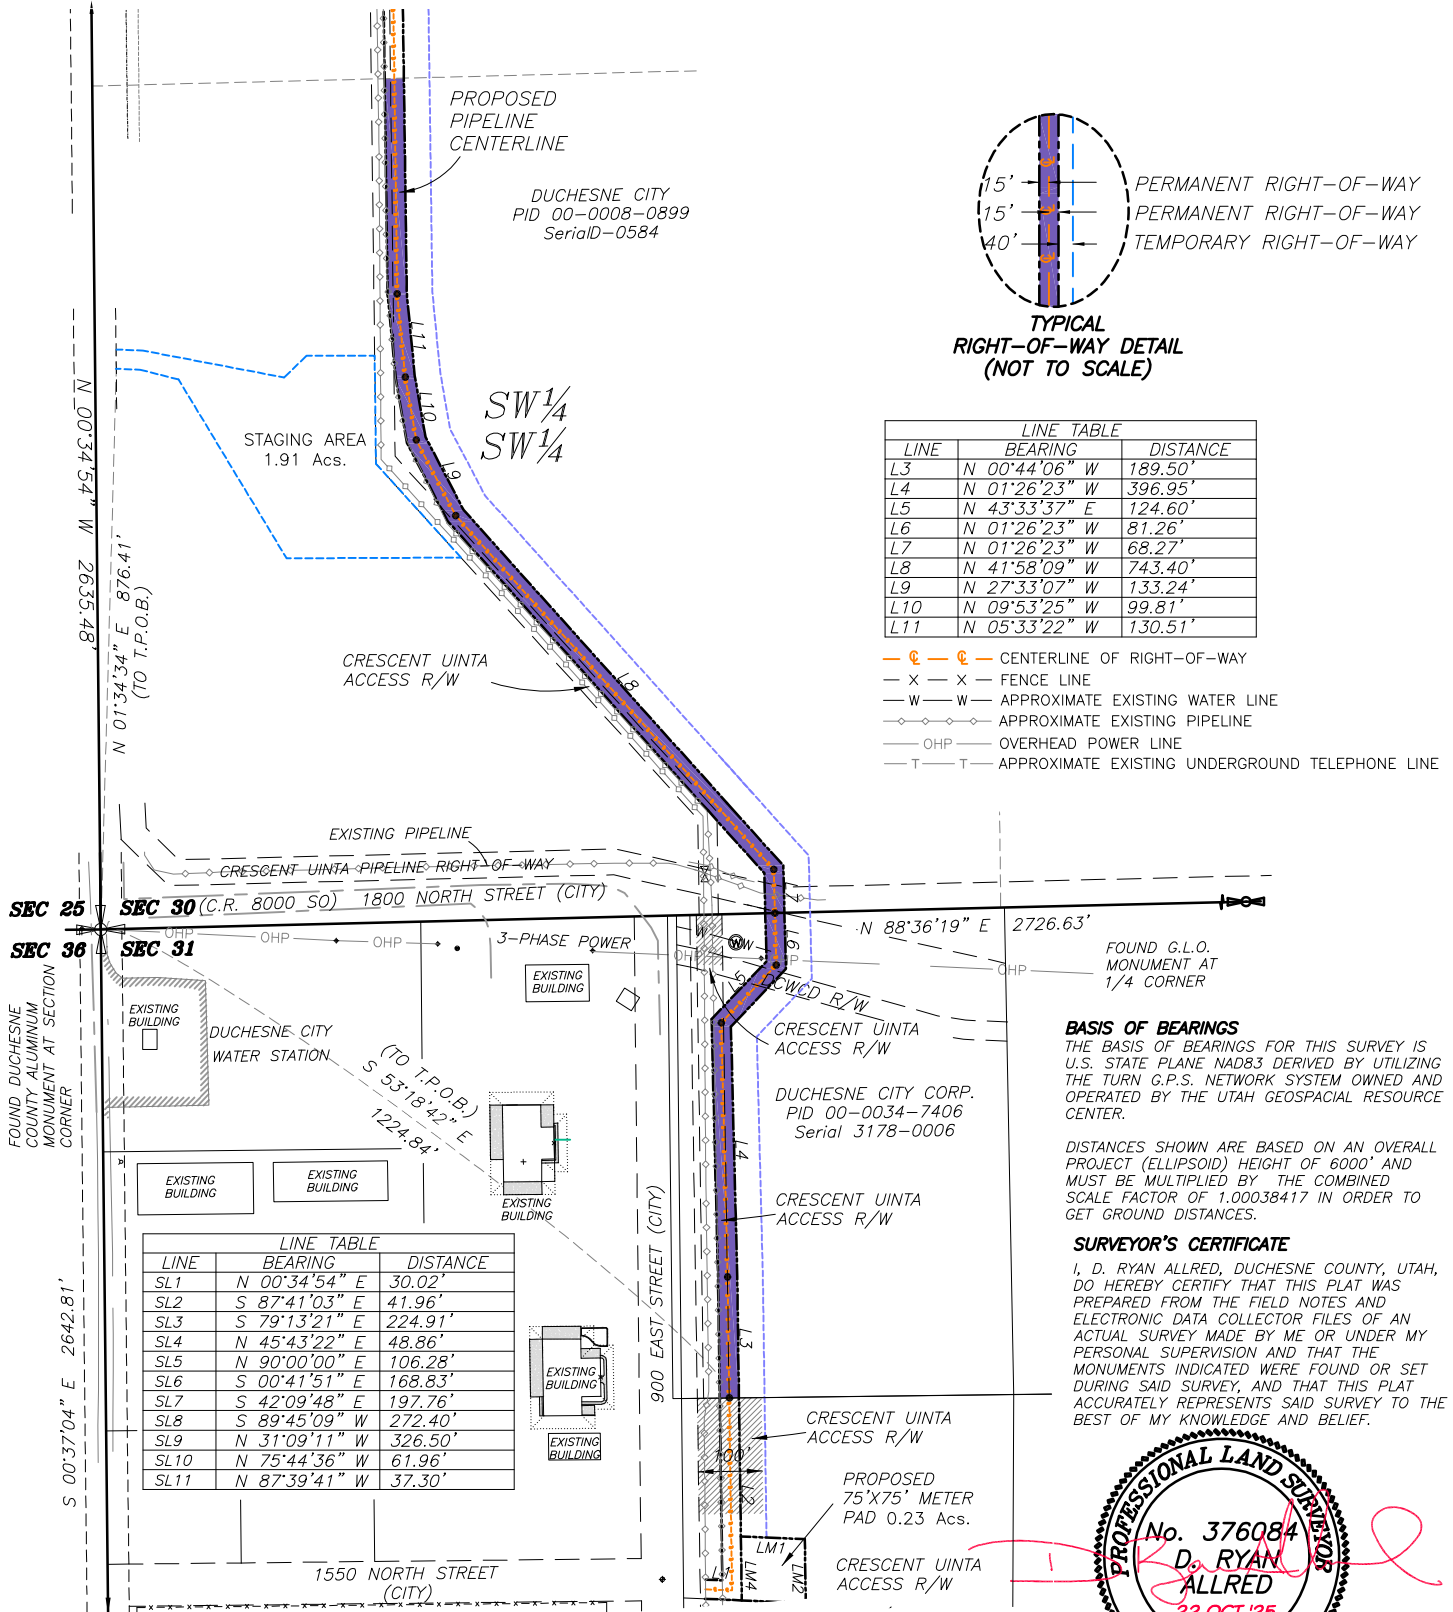 PROPOSED
PIPELINE
CENTERLINE
DUCHESNE CITY
PID 00-0008-0899
SerialD-0584
15' PERMANENT RIGHT-OF-WAY
15' PERMANENT RIGHT-OF-WAY
40' TEMPORARY RIGHT-OF-WAY
TYPICAL
RIGHT-OF-WAY DETAIL
(NOT TO SCALE)
L11
L10
L9
SW1/4
SW1/4
STAGING AREA
1.91 Acs.
N 00°34'54" W 2635.48'
N 01°34'34" E 876.41'
(TO T.P.O.B.)
LINE TABLE
LINE BEARING DISTANCE
L3 N 00°44'06" W 189.50'
L4 N 01°26'23" W 396.95'
L5 N 43°33'37" E 124.60'
L6 N 01°26'23" W 81.26'
L7 N 01°26'23" W 68.27'
L8 N 41°58'09" W 743.40'
L9 N 27°33'07" W 133.24'
L10 N 09°53'25" W 99.81'
L11 N 05°33'22" W 130.51'
CENTERLINE OF RIGHT-OF-WAY
X X FENCE LINE
W W APPROXIMATE EXISTING WATER LINE
APPROXIMATE EXISTING PIPELINE
OHP OVERHEAD POWER LINE
T T APPROXIMATE EXISTING UNDERGROUND TELEPHONE LINE
CRESCENT UINTA
ACCESS R/W
L8
EXISTING PIPELINE
CRESCENT UINTA PIPELINE RIGHT-OF-WAY
(C.R. 8000 SO) 1800 NORTH STREET (CITY)
SEC 25 SEC 30
SEC 36 SEC 31
OHP OHP OHP
3-PHASE POWER
OHP
OHP
W
W
W
L6
L5
N 88°36'19" E 2726.63'
FOUND G.L.O.
MONUMENT AT
1/4 CORNER
DCWCD R/W
CRESCENT UINTA
ACCESS R/W
EXISTING
BUILDING
EXISTING
BUILDING
DUCHESNE CITY
WATER STATION
FOUND DUCHESNE
COUNTY ALUMINUM
MONUMENT AT SECTION
CORNER
(TO T.P.O.B.)
S 53°18'42" E
1224.84'
DUCHESNE CITY CORP.
PID 00-0034-7406
Serial 3178-0006
L4
EXISTING
BUILDING
EXISTING
BUILDING
EXISTING
BUILDING
CRESCENT UINTA
ACCESS R/W
900 EAST STREET (CITY)
L3
LINE TABLE
LINE BEARING DISTANCE
SL1 N 00°34'54" E 30.02'
SL2 S 87°41'03" E 41.96'
SL3 S 79°13'21" E 224.91'
SL4 N 45°43'22" E 48.86'
SL5 N 90°00'00" E 106.28'
SL6 S 00°41'51" E 168.83'
SL7 S 42°09'48" E 197.76'
SL8 S 89°45'09" W 272.40'
SL9 N 31°09'11" W 326.50'
SL10 N 75°44'36" W 61.96'
SL11 N 87°39'41" W 37.30'
S 00°37'04" E 2642.81'
EXISTING
BUILDING
EXISTING
BUILDING
CRESCENT UINTA
ACCESS R/W
100'
L2
PROPOSED
75'X75' METER
PAD 0.23 Acs.
LM1
LM2
LM4
CRESCENT UINTA
ACCESS R/W
1550 NORTH STREET
(CITY)
BASIS OF BEARINGS
THE BASIS OF BEARINGS FOR THIS SURVEY IS
U.S. STATE PLANE NAD83 DERIVED BY UTILIZING
THE TURN G.P.S. NETWORK SYSTEM OWNED AND
OPERATED BY THE UTAH GEOSPACIAL RESOURCE
CENTER.
DISTANCES SHOWN ARE BASED ON AN OVERALL
PROJECT (ELLIPSOID) HEIGHT OF 6000' AND
MUST BE MULTIPLIED BY THE COMBINED
SCALE FACTOR OF 1.00038417 IN ORDER TO
GET GROUND DISTANCES.
SURVEYOR'S CERTIFICATE
I, D. RYAN ALLRED, DUCHESNE COUNTY, UTAH,
DO HEREBY CERTIFY THAT THIS PLAT WAS
PREPARED FROM THE FIELD NOTES AND
ELECTRONIC DATA COLLECTOR FILES OF AN
ACTUAL SURVEY MADE BY ME OR UNDER MY
PERSONAL SUPERVISION AND THAT THE
MONUMENTS INDICATED WERE FOUND OR SET
DURING SAID SURVEY, AND THAT THIS PLAT
ACCURATELY REPRESENTS SAID SURVEY TO THE
BEST OF MY KNOWLEDGE AND BELIEF.
PROFESSIONAL LAND SURVEYOR
No. 376084
D. RYAN
ALLRED
22 OCT '25